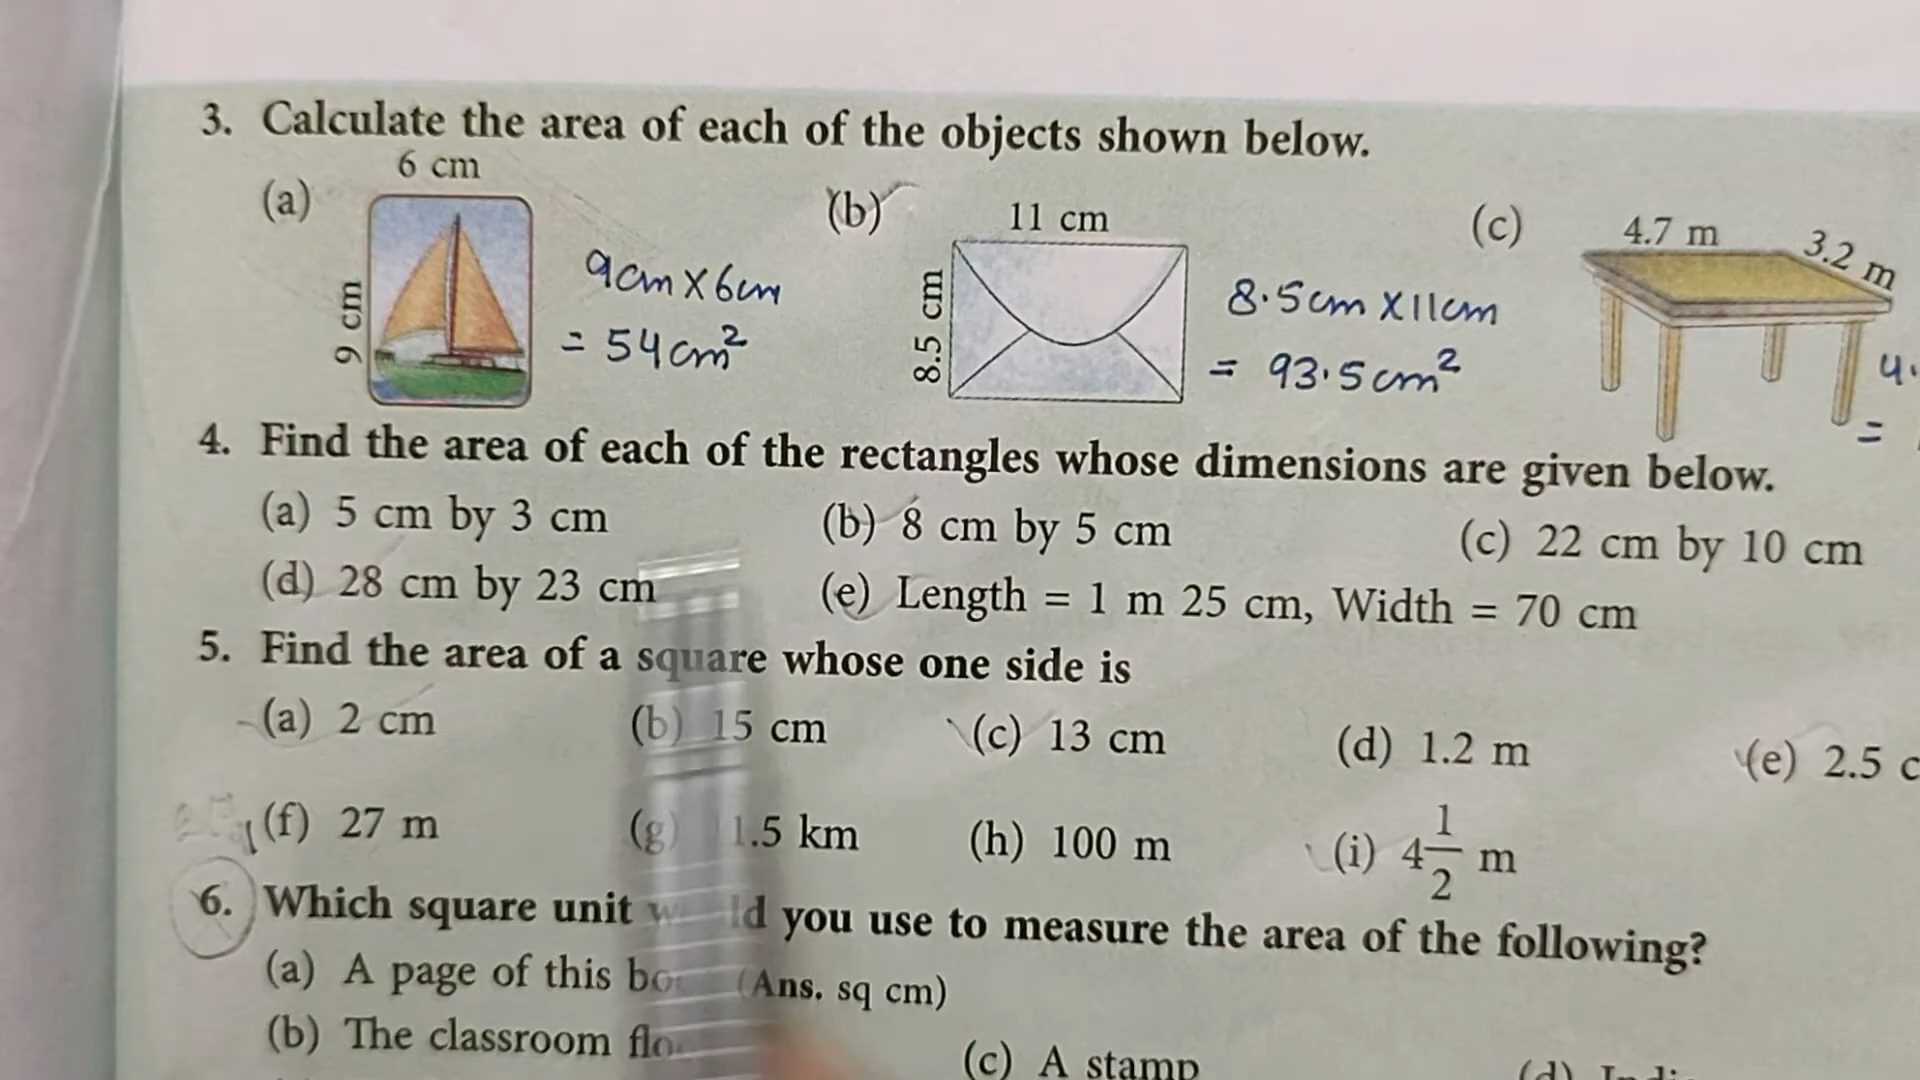 3. Calculate the area of each of the objects shown below.
(a) 6 cm 9 cm
9cm x 6cm
= 54 cm²
(b) 11 cm 8.5 cm
8.5cm x 11cm
= 93.5cm²
(c) 4.7 m 3.2 m
4.
=
4. Find the area of each of the rectangles whose dimensions are given below.
(a) 5 cm by 3 cm (b) 8 cm by 5 cm (c) 22 cm by 10 cm
(d) 28 cm by 23 cm (e) Length = 1 m 25 cm, Width = 70 cm
5. Find the area of a square whose one side is
(a) 2 cm (b) 15 cm (c) 13 cm (d) 1.2 m (e) 2.5 c
(f) 27 m (g) 1.5 km (h) 100 m (i) 4 1/2 m
6. Which square unit you use to measure the area of the following?
(a) A page of this (Ans. sq cm)
(b) The classroom (c) A stamp (d)